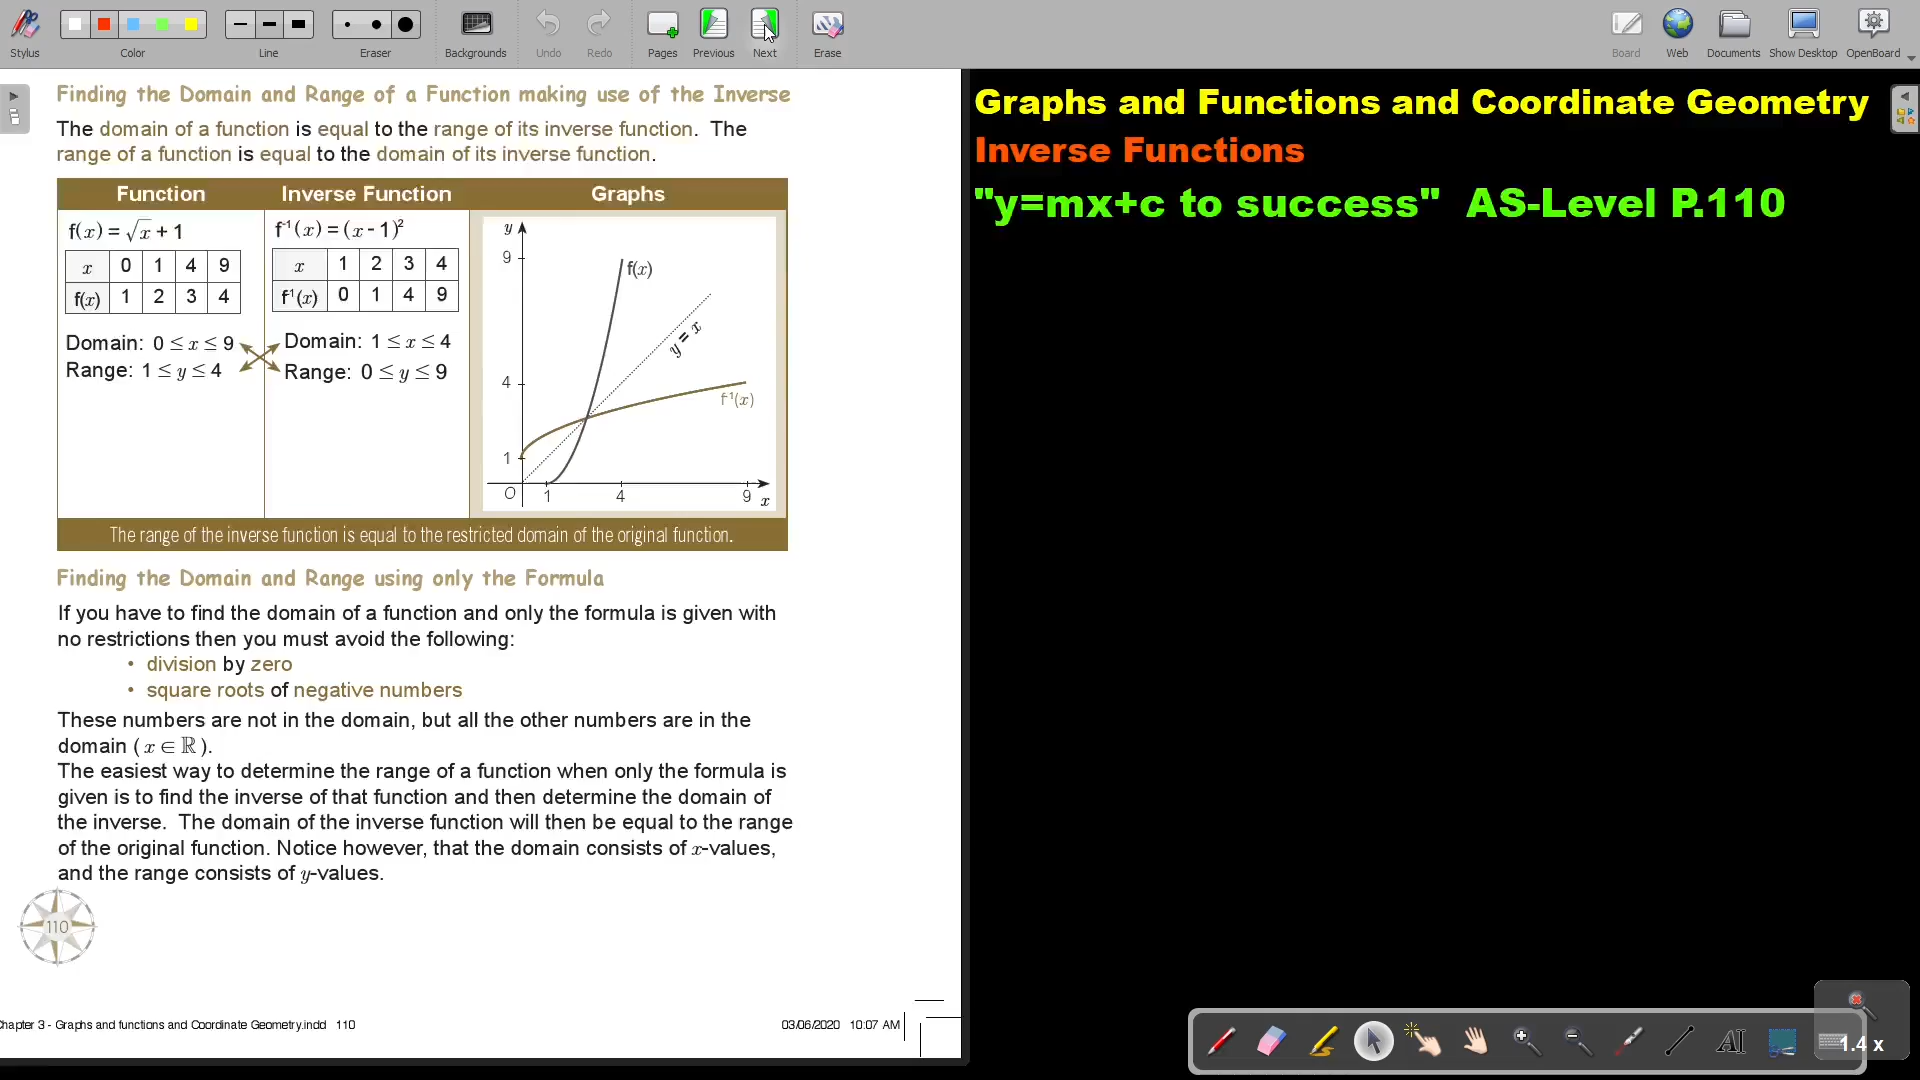 Stylus Color Line Eraser Backgrounds Undo Redo Pages Previous Next Erase Board Web Documents Show Desktop OpenBoard
Finding the Domain and Range of a Function making use of the Inverse
The domain of a function is equal to the range of its inverse function. The
range of a function is equal to the domain of its inverse function.
Function Inverse Function Graphs
f(x) = √x + 1
x 0 1 4 9
f(x) 1 2 3 4
Domain: 0 ≤ x ≤ 9
Range: 1 ≤ y ≤ 4
f⁻¹(x) = (x - 1)²
x 1 2 3 4
f⁻¹(x) 0 1 4 9
Domain: 1 ≤ x ≤ 4
Range: 0 ≤ y ≤ 9
y
9
f(x)
y = x
4
f⁻¹(x)
1
O 1 4 9 x
The range of the inverse function is equal to the restricted domain of the original function.
Finding the Domain and Range using only the Formula
If you have to find the domain of a function and only the formula is given with
no restrictions then you must avoid the following:
• division by zero
• square roots of negative numbers
These numbers are not in the domain, but all the other numbers are in the
domain ( x ∈ ℝ ).
The easiest way to determine the range of a function when only the formula is
given is to find the inverse of that function and then determine the domain of
the inverse. The domain of the inverse function will then be equal to the range
of the original function. Notice however, that the domain consists of x-values,
and the range consists of y-values.
110
hapter 3 - Graphs and functions and Coordinate Geometry.indd 110
03/06/2020 10:07 AM
Graphs and Functions and Coordinate Geometry
Inverse Functions
"y=mx+c to success" AS-Level P.110
AI
1.4 x